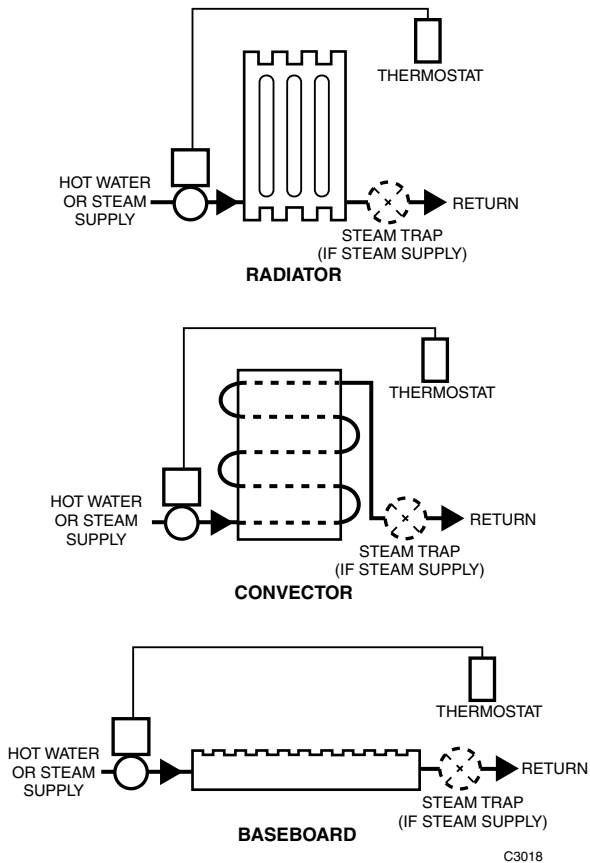 THERMOSTAT
HOT WATER
OR STEAM
SUPPLY
RETURN
STEAM TRAP
(IF STEAM SUPPLY)
RADIATOR
THERMOSTAT
HOT WATER
OR STEAM
SUPPLY
RETURN
STEAM TRAP
(IF STEAM SUPPLY)
CONVECTOR
THERMOSTAT
HOT WATER
OR STEAM
SUPPLY
RETURN
STEAM TRAP
(IF STEAM SUPPLY)
BASEBOARD
C3018